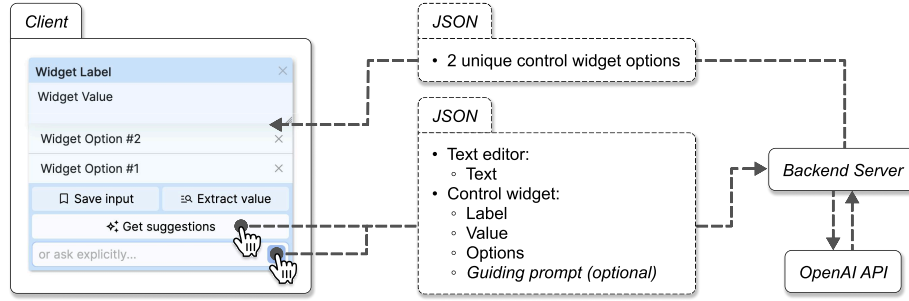 Client
Widget Label
Widget Value
Widget Option #2
Widget Option #1
Save input
Extract value
Get suggestions
or ask explicitly...
JSON
• 2 unique control widget options
JSON
• Text editor:
◦ Text
• Control widget:
◦ Label
◦ Value
◦ Options
◦ Guiding prompt (optional)
Backend Server
OpenAI API